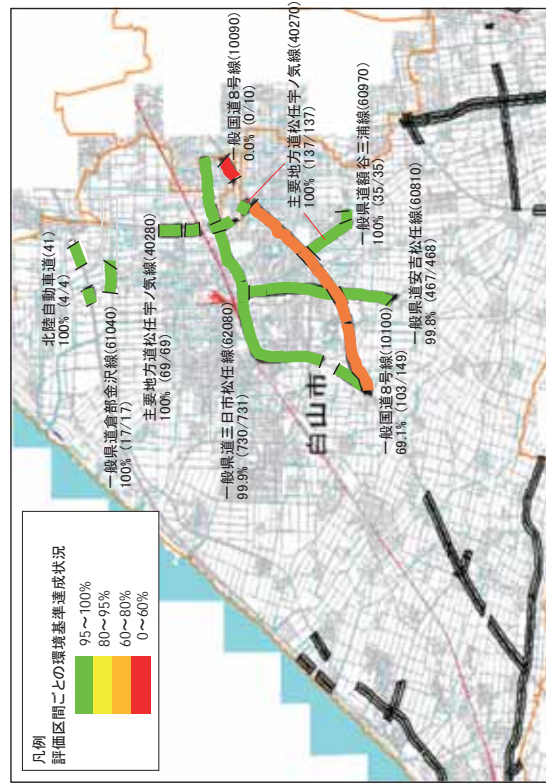 凡例
評価区間ごとの環境基準達成状況
95～100%
80～95%
60～80%
0～60%
北陸自動車道(41)
100% (4/4)
一般県道倉部金沢線(61040)
100% (17/17)
主要地方道松任宇ノ気線(40280)
100% (69/69)
一般県道三日市松任線(62080)
99.9% (730/731)
白山市
一般国道8号線(10100)
69.1% (103/149)
一般国道8号線(10090)
0.0% (0/10)
主要地方道松任宇ノ気線(40270)
100% (137/137)
一般県道額谷三浦線(60970)
100% (35/35)
一般県道安吉松任線(60810)
99.8% (467/468)